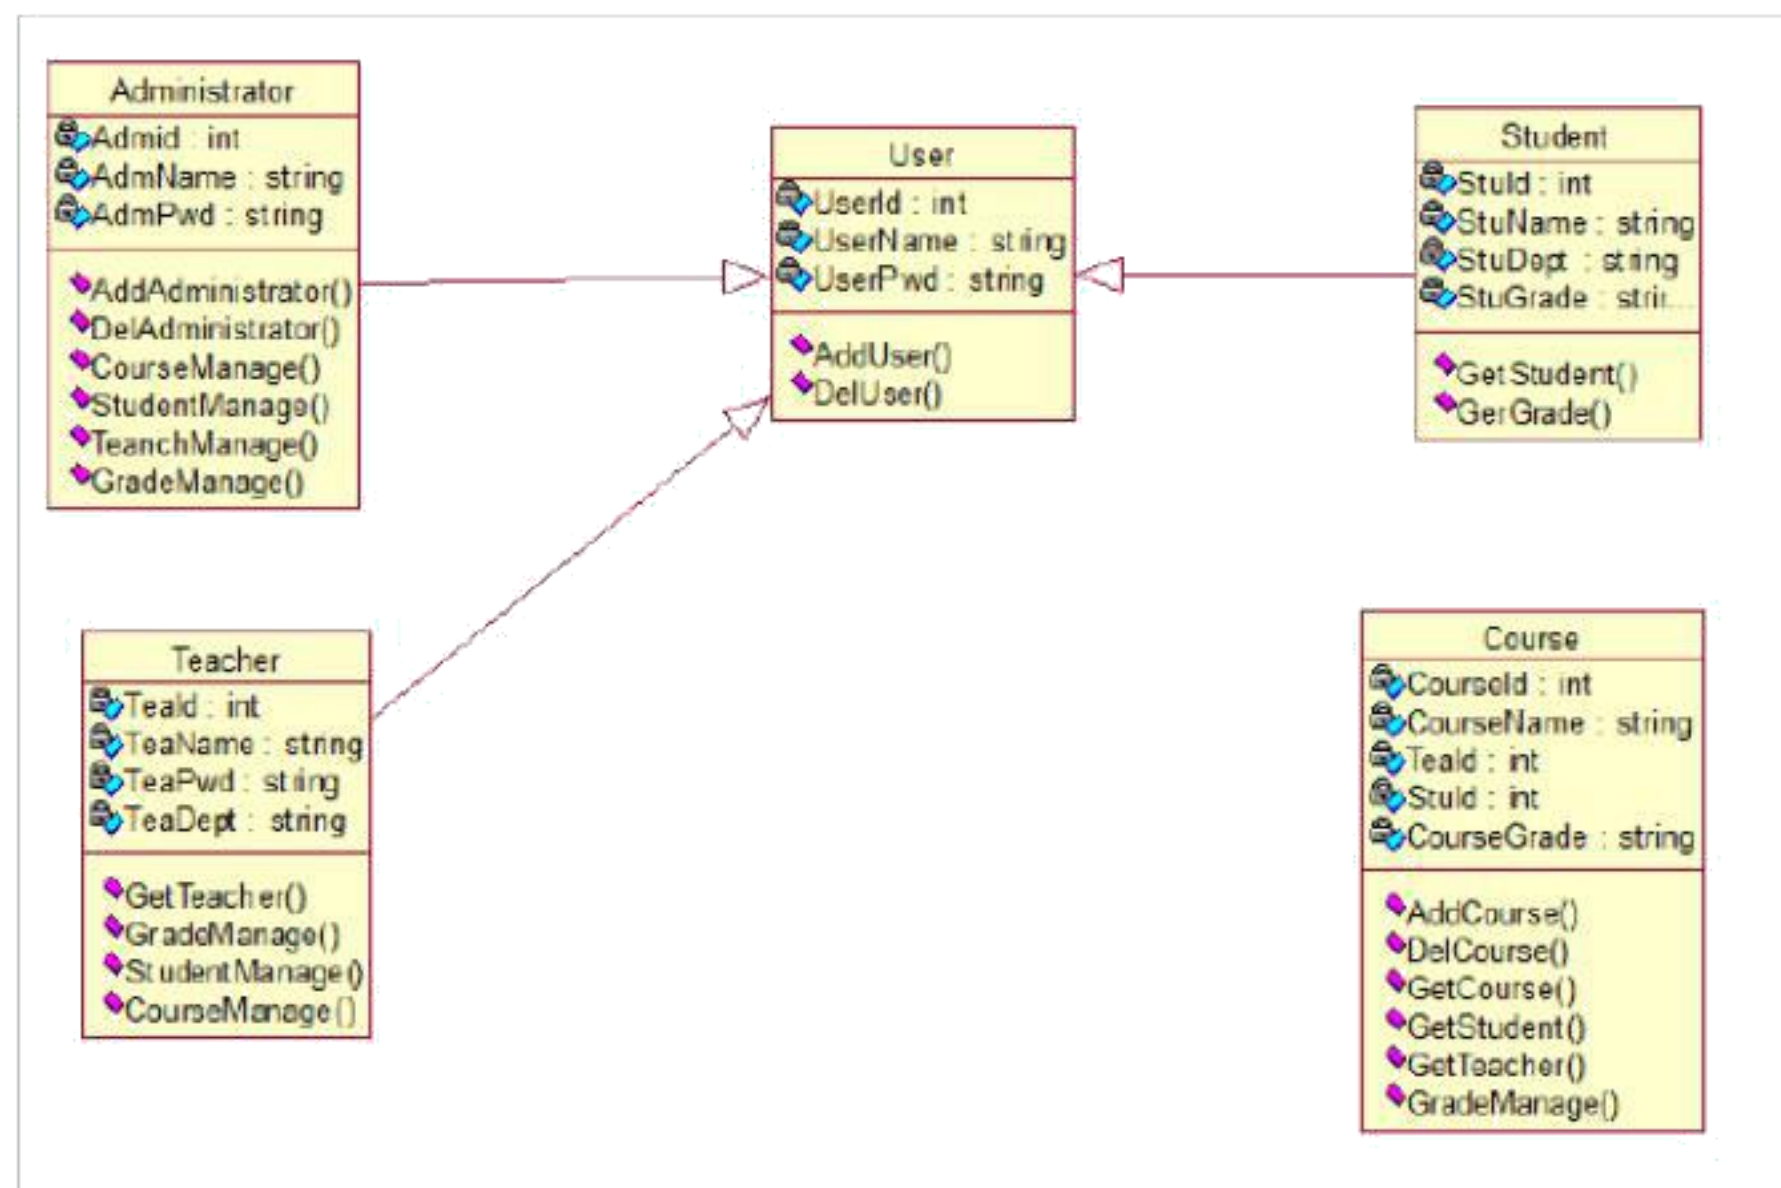 Administrator
Admid : int
AdmName : string
AdmPwd : string
AddAdministrator()
DelAdministrator()
CourseManage()
StudentManage()
TeanchManage()
GradeManage()
User
UserId : int
UserName : string
UserPwd : string
AddUser()
DelUser()
Student
StuId : int
StuName : string
StuDept : string
StuGrade : strin...
GetStudent()
GerGrade()
Teacher
TeaId : int
TeaName : string
TeaPwd : string
TeaDept : string
GetTeacher()
GradeManage()
StudentManage()
CourseManage()
Course
CourseId : int
CourseName : string
TeaId : int
StuId : int
CourseGrade : string
AddCourse()
DelCourse()
GetCourse()
GetStudent()
GetTeacher()
GradeManage()